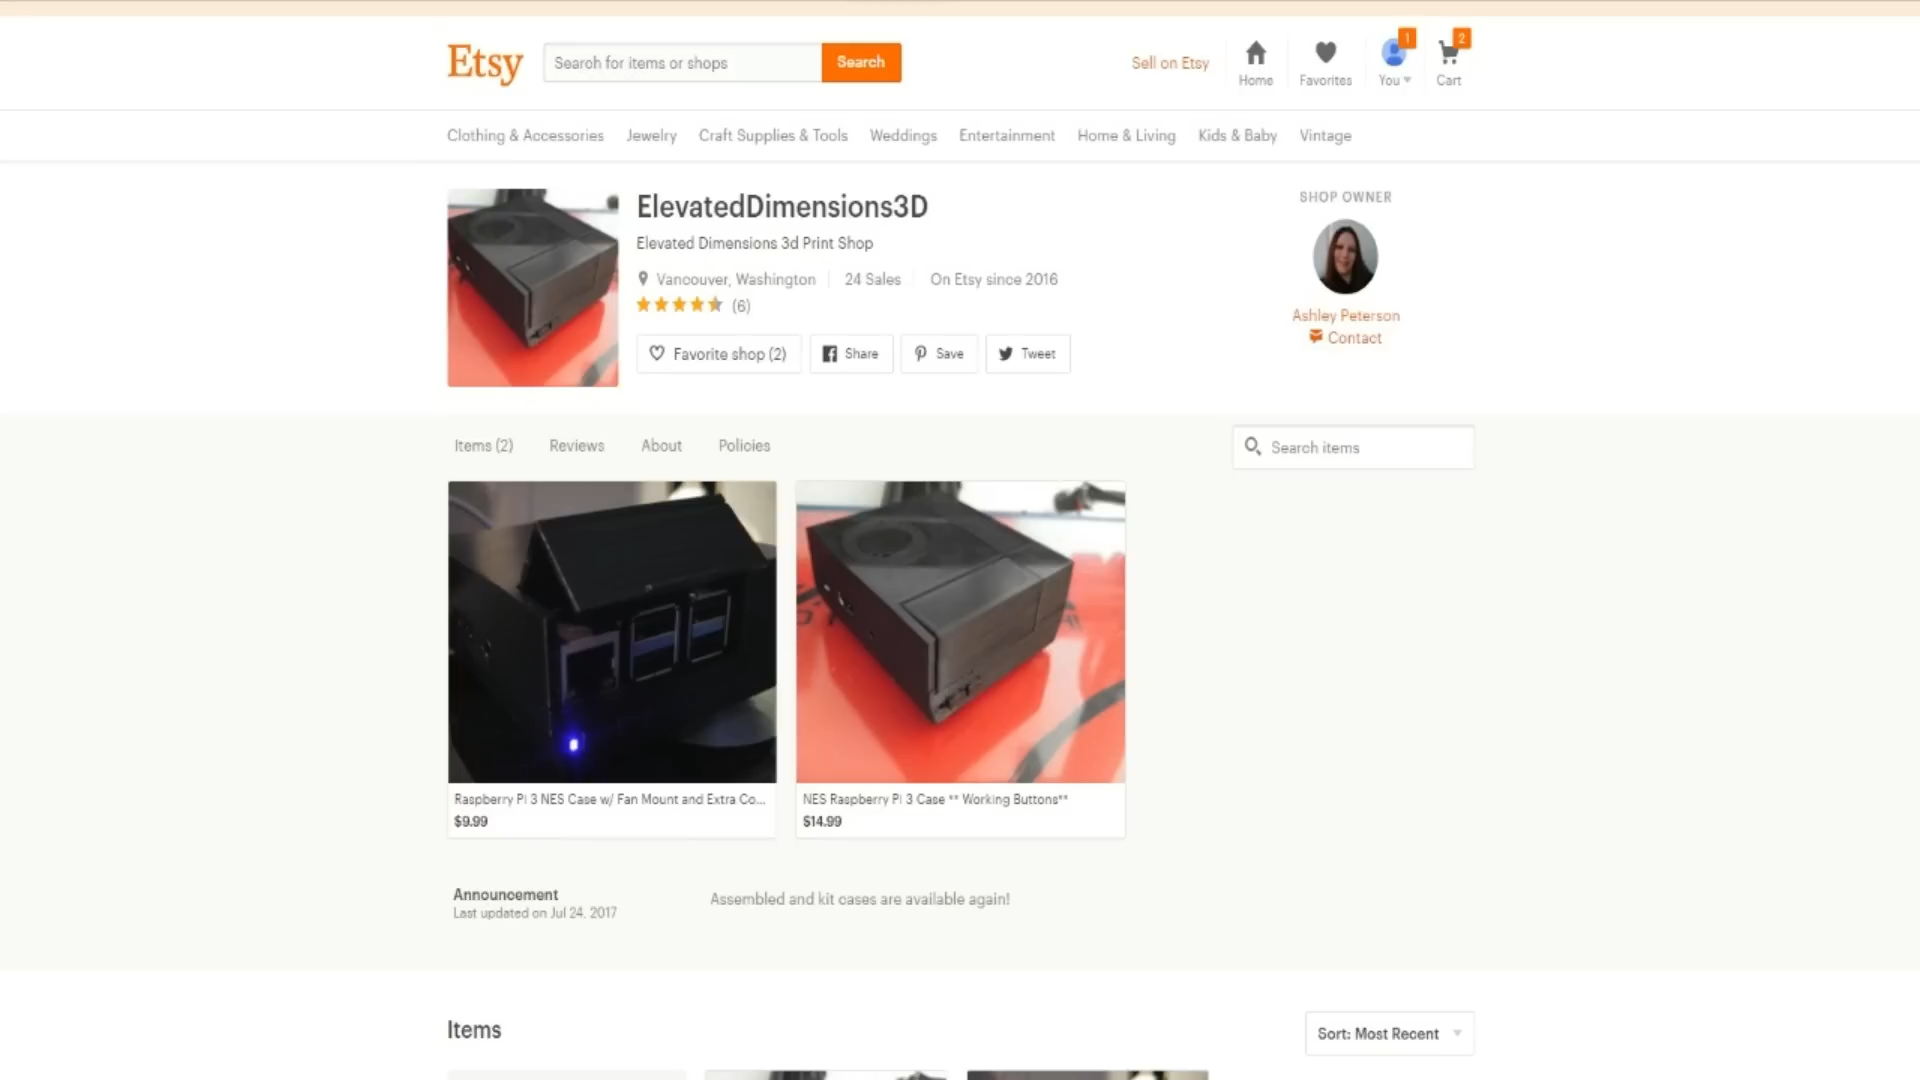 Etsy
Search for items or shops
Search
Sell on Etsy
Home
Favorites
1
You
2
Cart
Clothing & Accessories
Jewelry
Craft Supplies & Tools
Weddings
Entertainment
Home & Living
Kids & Baby
Vintage
ElevatedDimensions3D
Elevated Dimensions 3d Print Shop
Vancouver, Washington
24 Sales
On Etsy since 2016
(6)
Favorite shop (2)
Share
Save
Tweet
SHOP OWNER
Ashley Peterson
Contact
Items (2)
Reviews
About
Policies
Search items
Raspberry Pi 3 NES Case w/ Fan Mount and Extra Co...
$9.99
NES Raspberry Pi 3 Case ** Working Buttons**
$14.99
Announcement
Last updated on Jul 24, 2017
Assembled and kit cases are available again!
Items
Sort: Most Recent